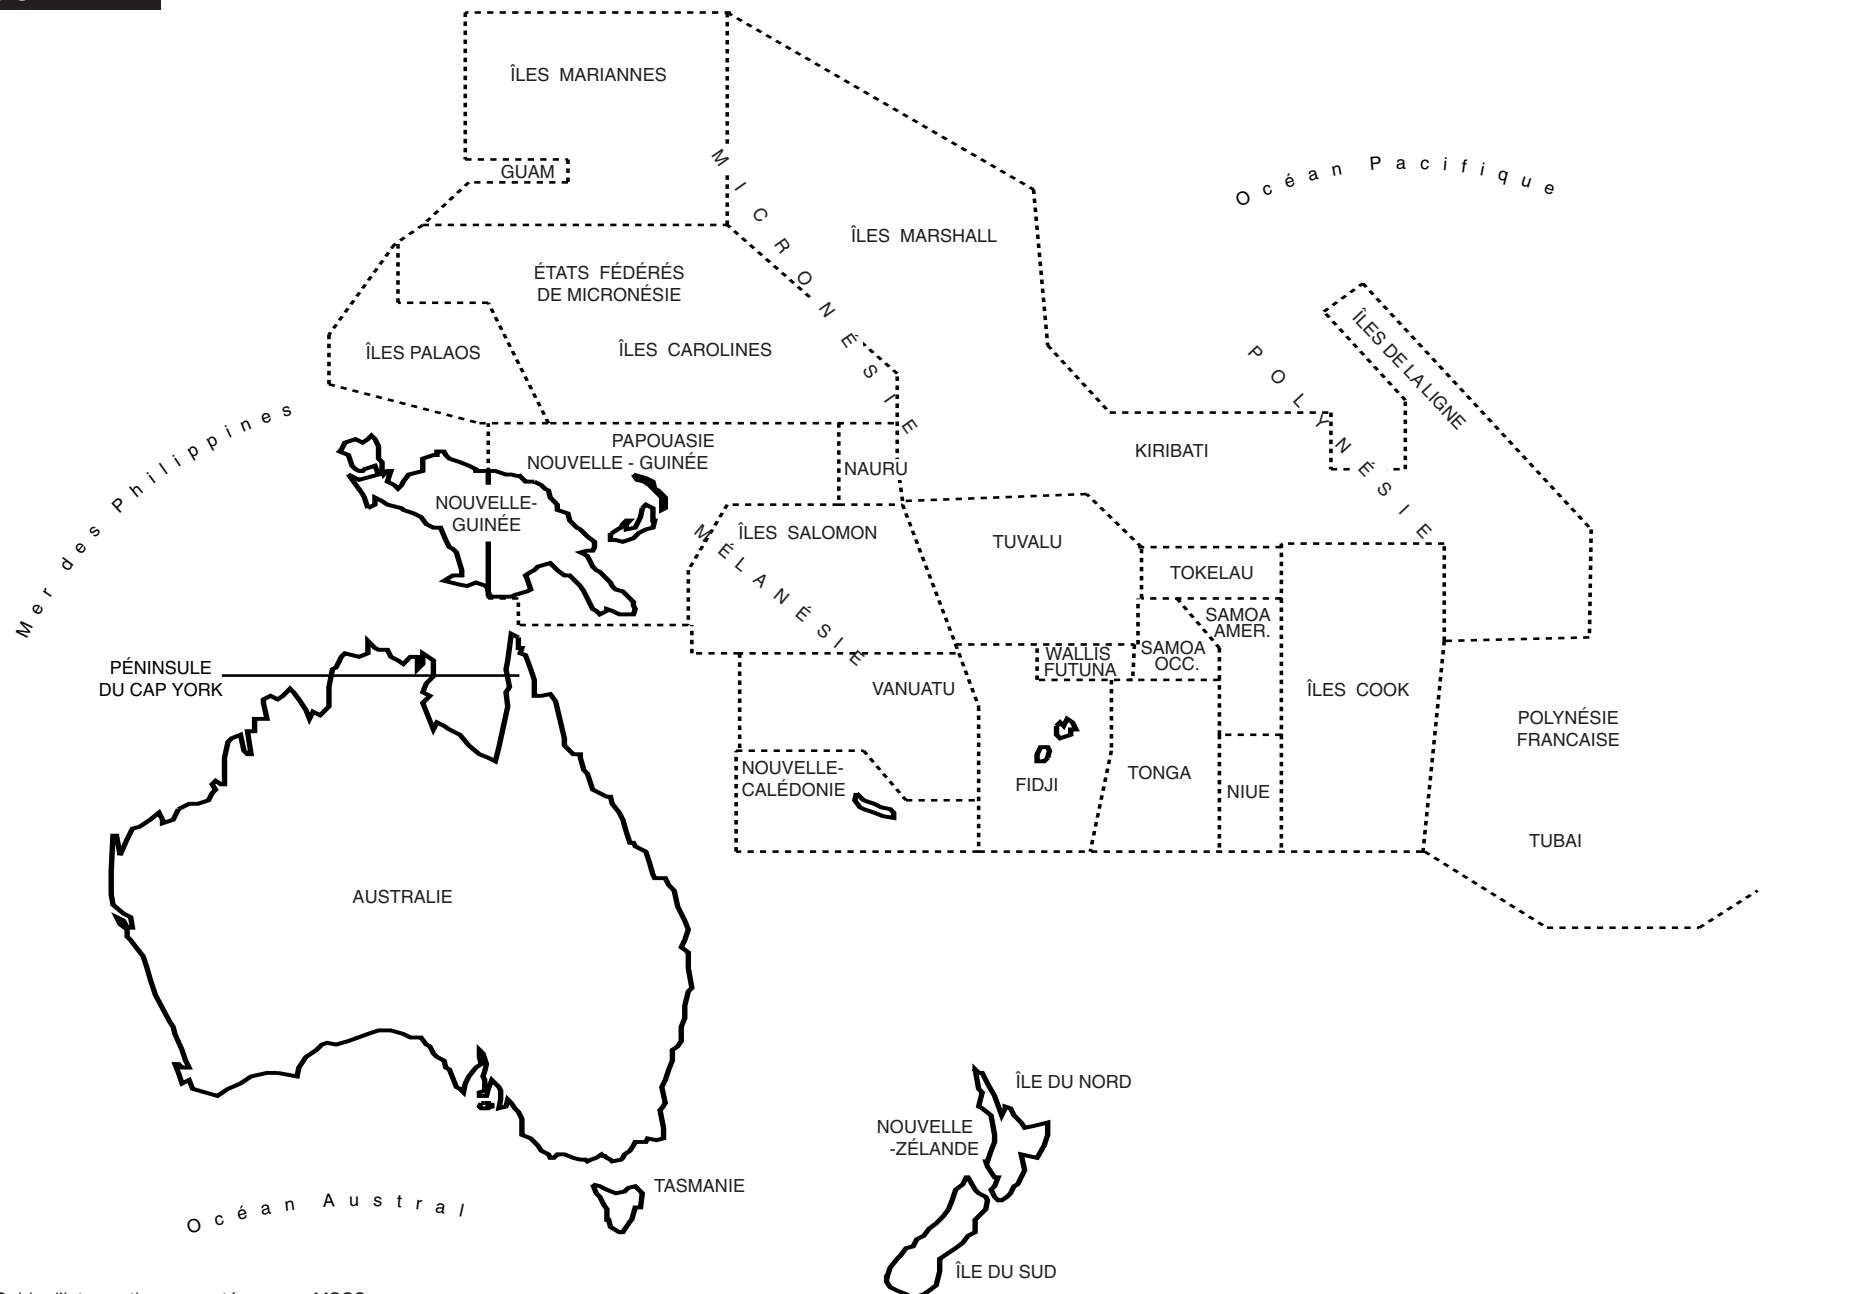 ÎLES MARIANNES
GUAM
MICRONÉSIE
Océan Pacifique
ÎLES MARSHALL
ÉTATS FÉDÉRÉS
DE MICRONÉSIE
ÎLES PALAOS
ÎLES CAROLINES
ÎLES DE LA LIGNE
POLYNÉSIE
Mer des Philippines
PAPOUASIE
NOUVELLE - GUINÉE
NAURU
KIRIBATI
NOUVELLE-
GUINÉE
MÉLANÉSIE
ÎLES SALOMON
TUVALU
TOKELAU
SAMOA
AMER.
SAMOA
OCC.
WALLIS
FUTUNA
PÉNINSULE
DU CAP YORK
VANUATU
ÎLES COOK
POLYNÉSIE
FRANCAISE
NOUVELLE-
CALÉDONIE
FIDJI
TONGA
NIUE
TUBAI
AUSTRALIE
ÎLE DU NORD
NOUVELLE
-ZÉLANDE
TASMANIE
Océan Austral
ÎLE DU SUD